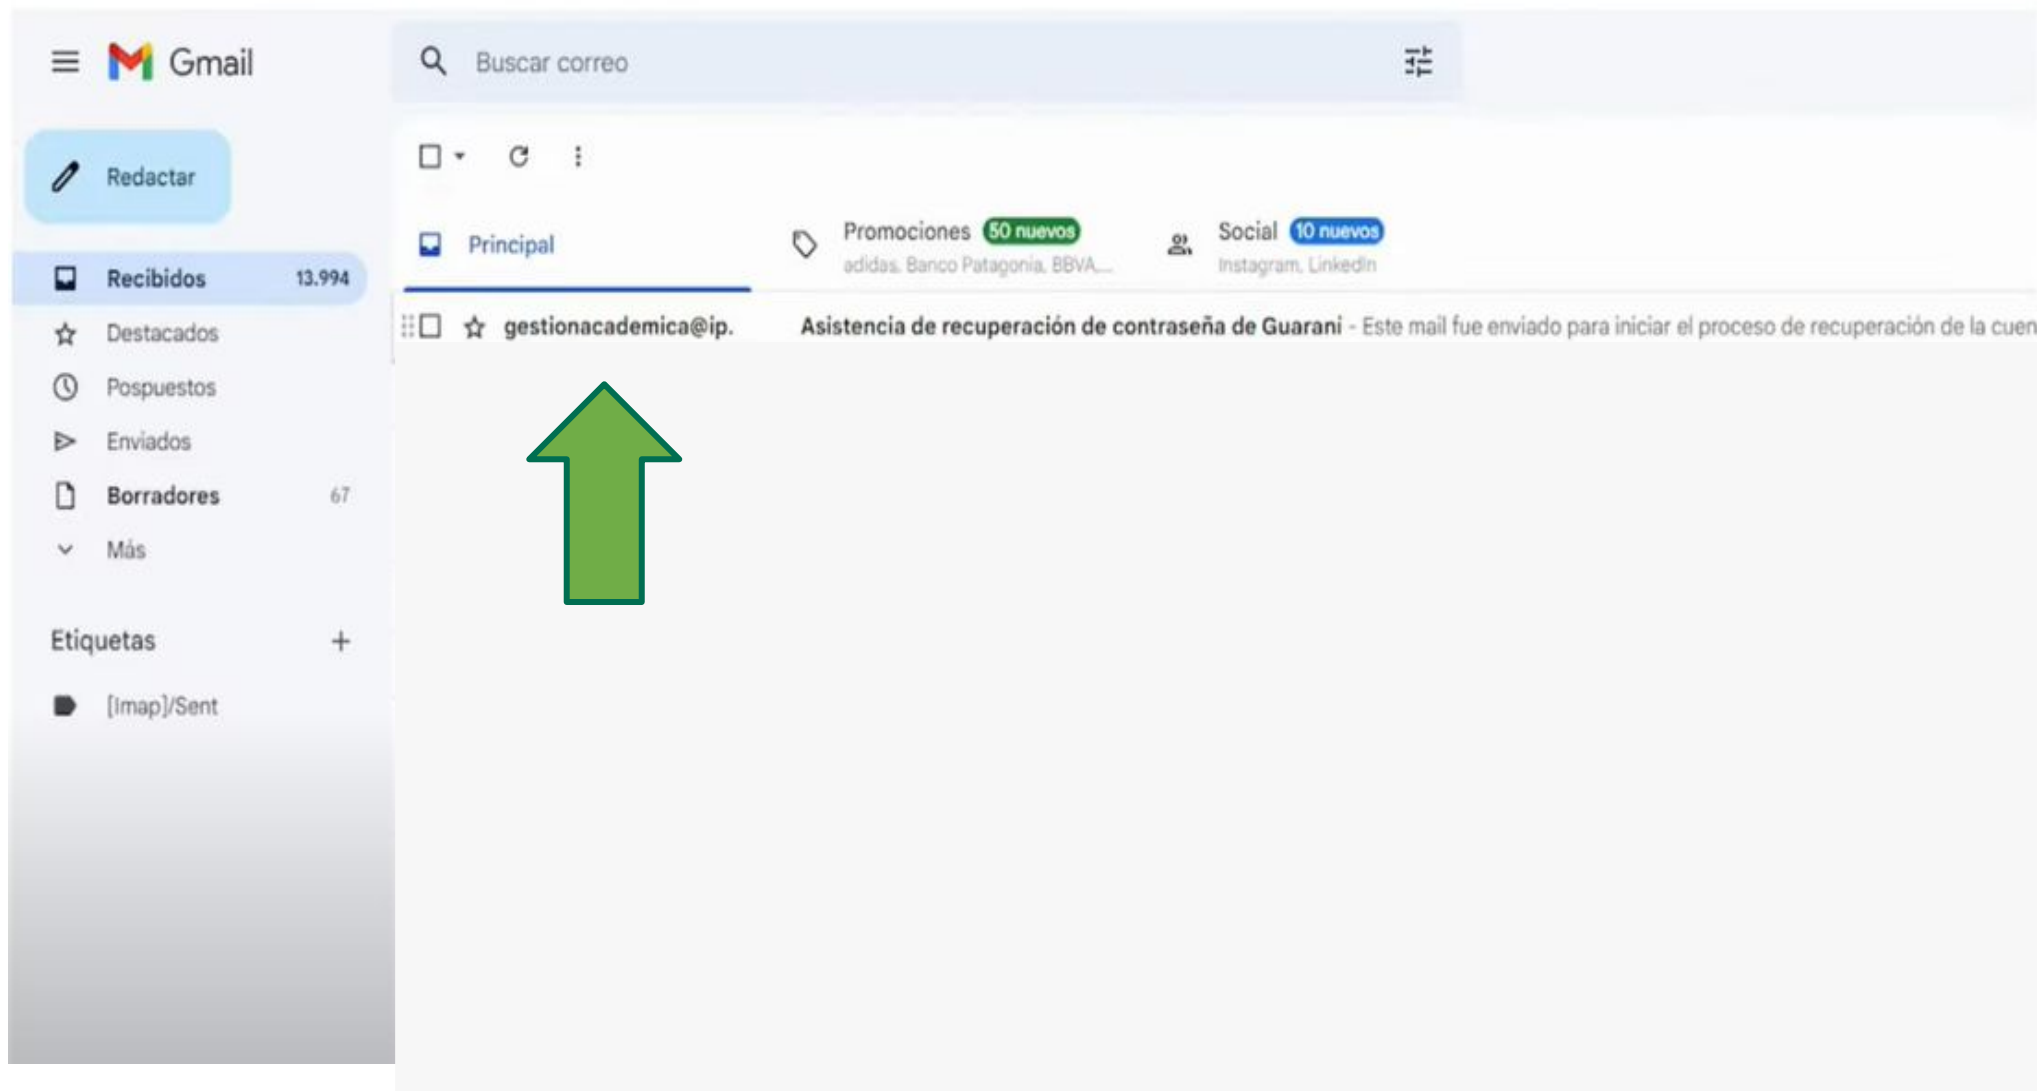 Gmail
Buscar correo
Redactar
Principal
Promociones 50 nuevos
adidas, Banco Patagonia, BBVA,...
Social 10 nuevos
Instagram, LinkedIn
Recibidos 13.994
gestionacademica@ip. Asistencia de recuperación de contraseña de Guarani - Este mail fue enviado para iniciar el proceso de recuperación de la cuen
Destacados
Pospuestos
Enviados
Borradores 67
Más
Etiquetas +
[Imap]/Sent